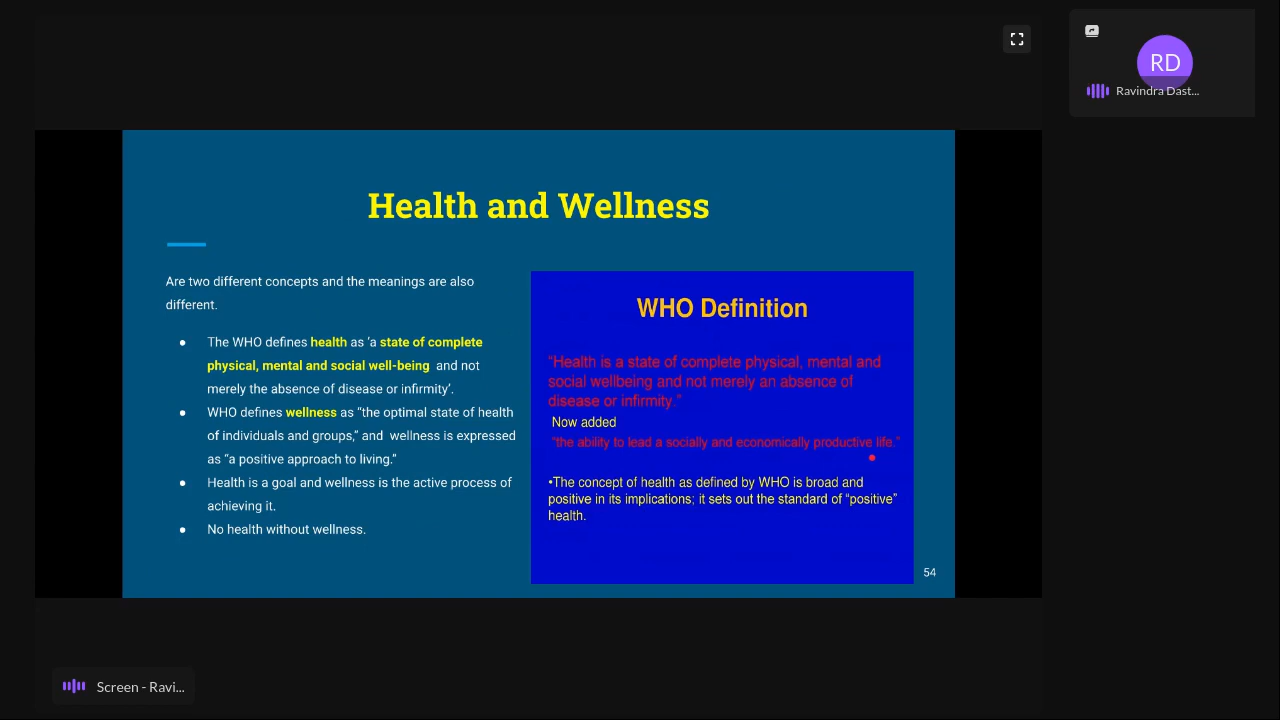 RD
Ravindra Dast...
Health and Wellness
Are two different concepts and the meanings are also
different.
● The WHO defines health as 'a state of complete
physical, mental and social well-being and not
merely the absence of disease or infirmity'.
● WHO defines wellness as “the optimal state of health
of individuals and groups,” and wellness is expressed
as “a positive approach to living.”
● Health is a goal and wellness is the active process of
achieving it.
● No health without wellness.
WHO Definition
“Health is a state of complete physical, mental and
social wellbeing and not merely an absence of
disease or infirmity.”
Now added
“the ability to lead a socially and economically productive life.”
•The concept of health as defined by WHO is broad and
positive in its implications; it sets out the standard of “positive”
health.
54
Screen - Ravi...